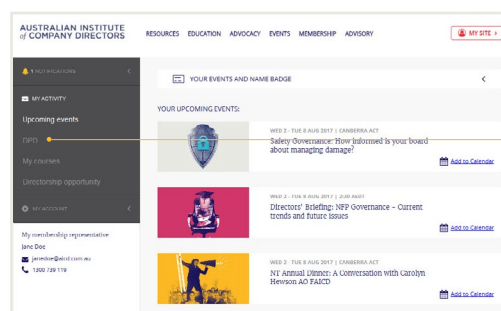 AUSTRALIAN INSTITUTE
of COMPANY DIRECTORS
RESOURCES EDUCATION ADVOCACY EVENTS MEMBERSHIP ADVISORY
MY SITE
1 NOTIFICATIONS
MY ACTIVITY
Upcoming events
DPD
My courses
Directorship opportunity
MY ACCOUNT
My membership representative
Jane Doe
janedoe@aicd.com.au
1300 739 119
YOUR EVENTS AND NAME BADGE
YOUR UPCOMING EVENTS:
WED 2 - TUE 8 AUG 2017 | CANBERRA ACT
Safety Governance: How informed is your board
about managing damage?
Add to Calendar
WED 2 - TUE 8 AUG 2017 |
Directors' Briefing: NFP Governance – Current
trends and future issues
Add to Calendar
WED 2 - TUE 8 AUG 2017 | CANBERRA ACT
NT Annual Dinner: A Conversation with Carolyn
Hewson AO FAICD
Add to Calendar